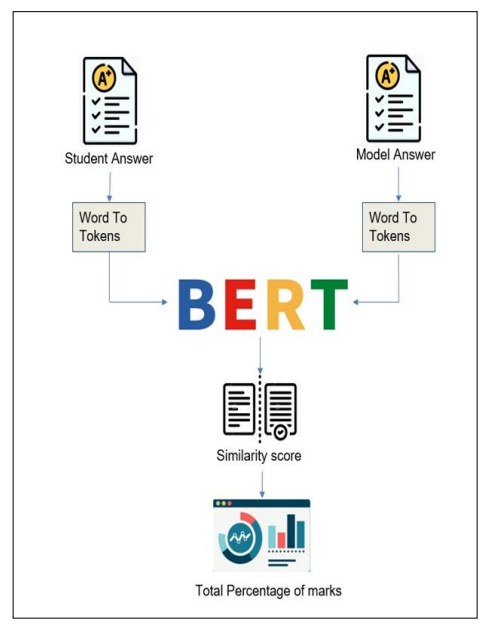 A+
A+
Student Answer
Model Answer
Word To
Tokens
Word To
Tokens
BERT
Similarity score
Total Percentage of marks